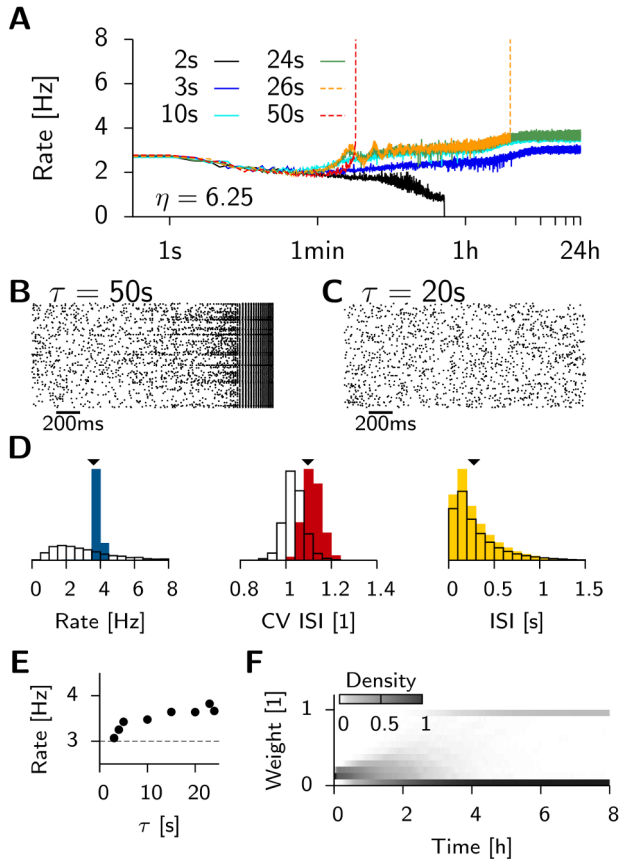 A
8
6
4
2
0
Rate [Hz]
2s
3s
10s
24s
26s
50s
η = 6.25
1s
1min
1h
24h
B
τ = 50s
200ms
C
τ = 20s
200ms
D
0 2 4 6 8
Rate [Hz]
0.8 1 1.2 1.4
CV ISI [1]
0 0.5 1 1.5
ISI [s]
E
4
3
Rate [Hz]
0 10 20
τ [s]
F
Density
0 0.5 1
1
0
Weight [1]
0 2 4 6 8
Time [h]